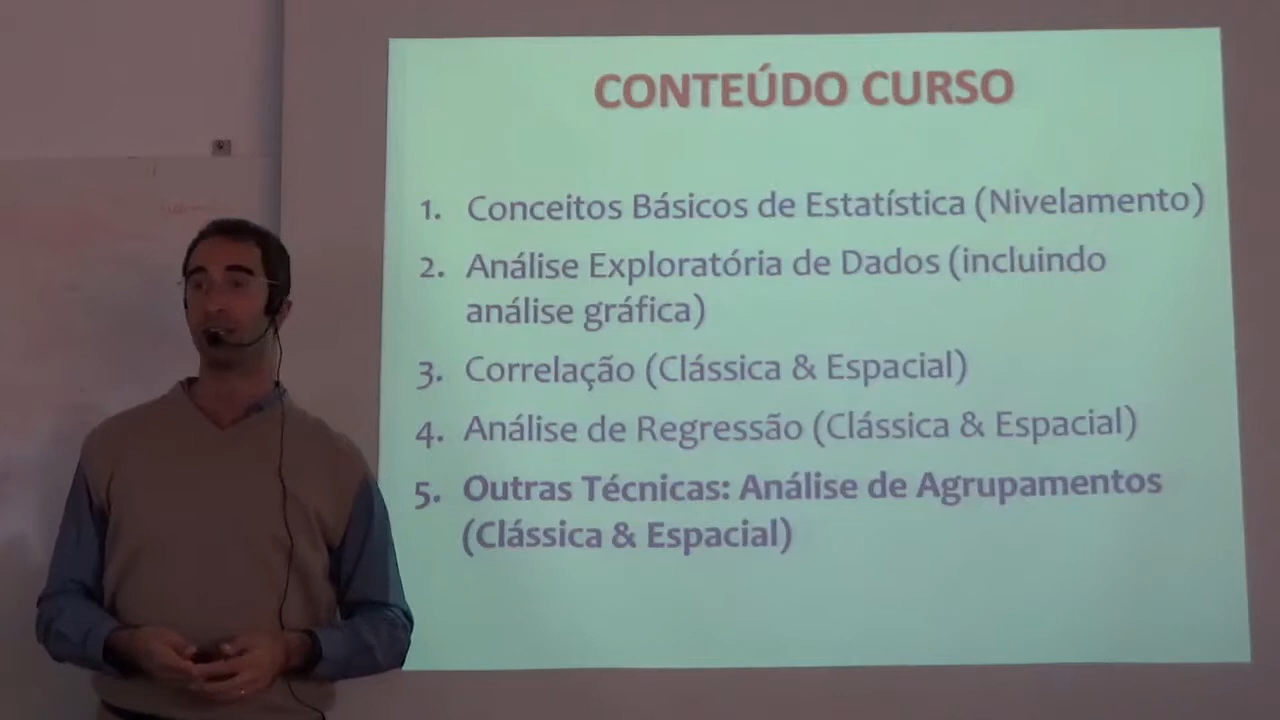 CONTEÚDO CURSO
1. Conceitos Básicos de Estatística (Nivelamento)
2. Análise Exploratória de Dados (incluindo
análise gráfica)
3. Correlação (Clássica & Espacial)
4. Análise de Regressão (Clássica & Espacial)
5. Outras Técnicas: Análise de Agrupamentos
(Clássica & Espacial)